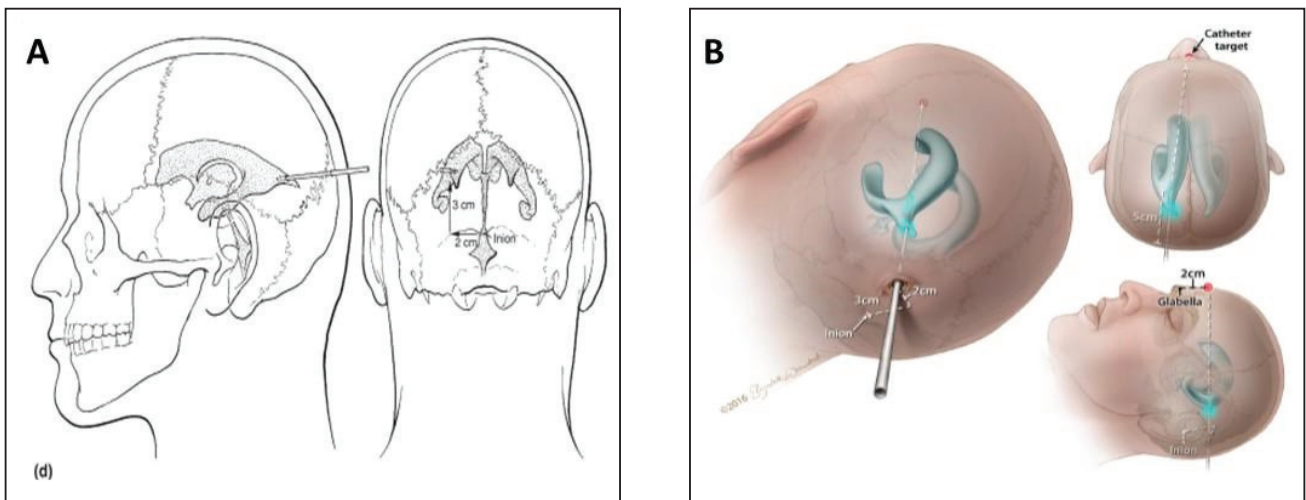 A
3 cm
2 cm
Inion
(d)
B
Catheter
target
5cm
2cm
3cm
Inion
©2016
2cm
Glabella
Inion